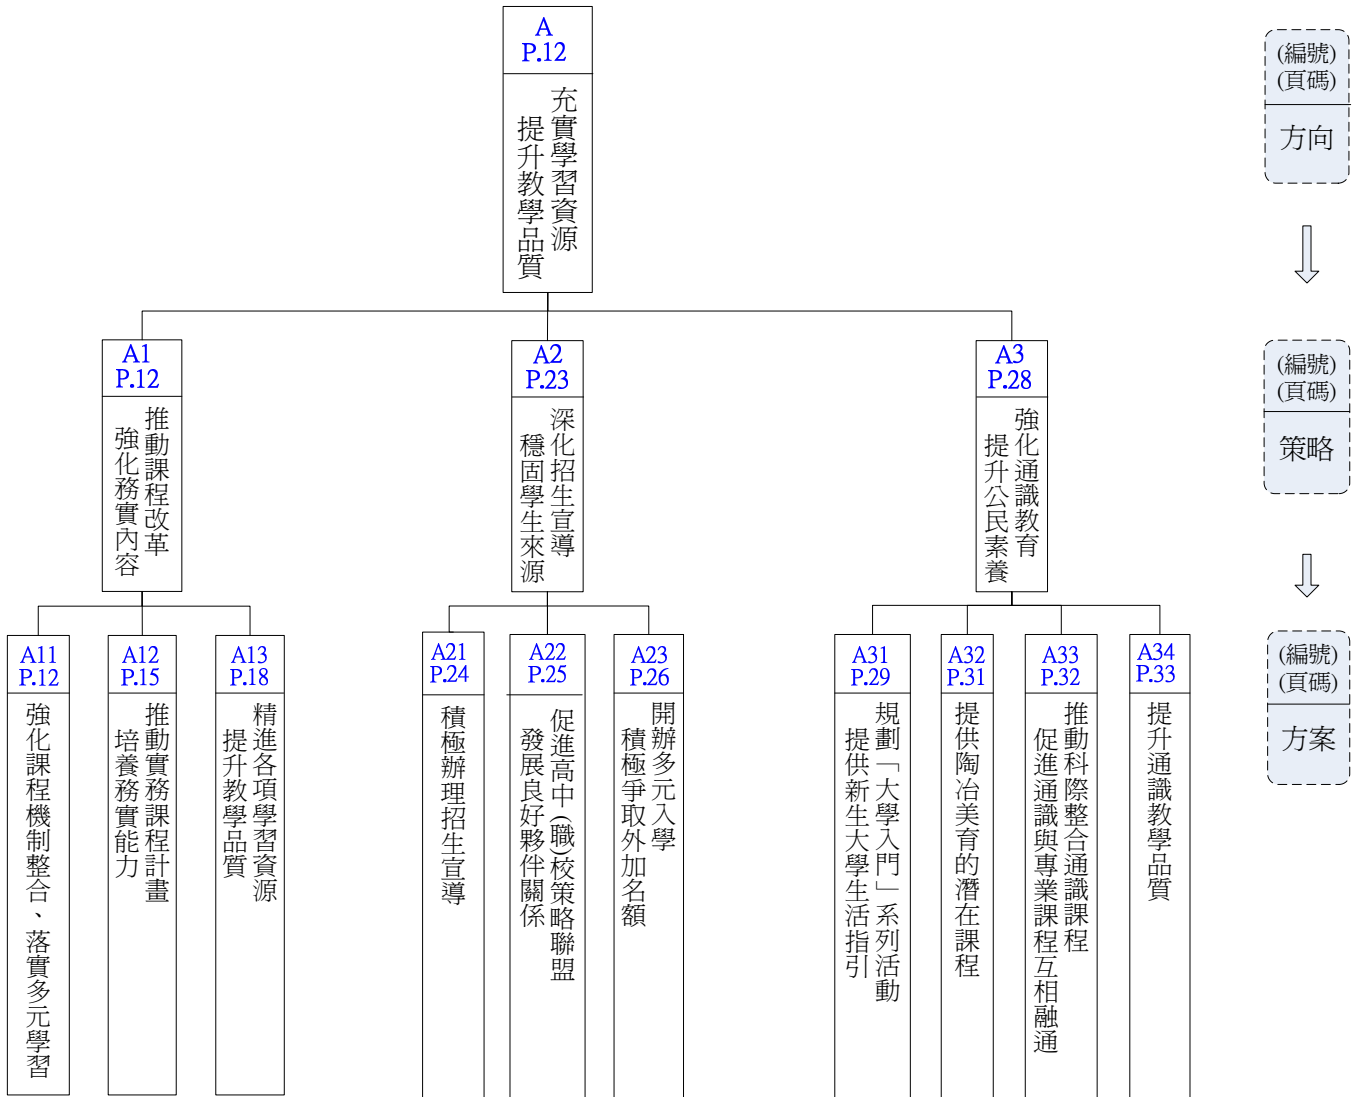 A
P.12
充實學習資源
提升教學品質
(編號)
(頁碼)
方向
A1
P.12
推動課程改革
強化務實內容
A2
P.23
深化招生宣導
穩固學生來源
A3
P.28
強化通識教育
提升公民素養
(編號)
(頁碼)
策略
A11
P.12
強化課程機制整合、落實多元學習
A12
P.15
推動實務課程計畫
培養務實能力
A13
P.18
精進各項學習資源
提升教學品質
A21
P.24
積極辦理招生宣導
A22
P.25
促進高中(職)校策略聯盟
發展良好夥伴關係
A23
P.26
開辦多元入學
積極爭取外加名額
A31
P.29
規劃「大學入門」系列活動
提供新生大學生活指引
A32
P.31
提供陶冶美育的潛在課程
A33
P.32
推動科際整合通識課程
促進通識與專業課程互相融通
A34
P.33
提升通識教學品質
(編號)
(頁碼)
方案